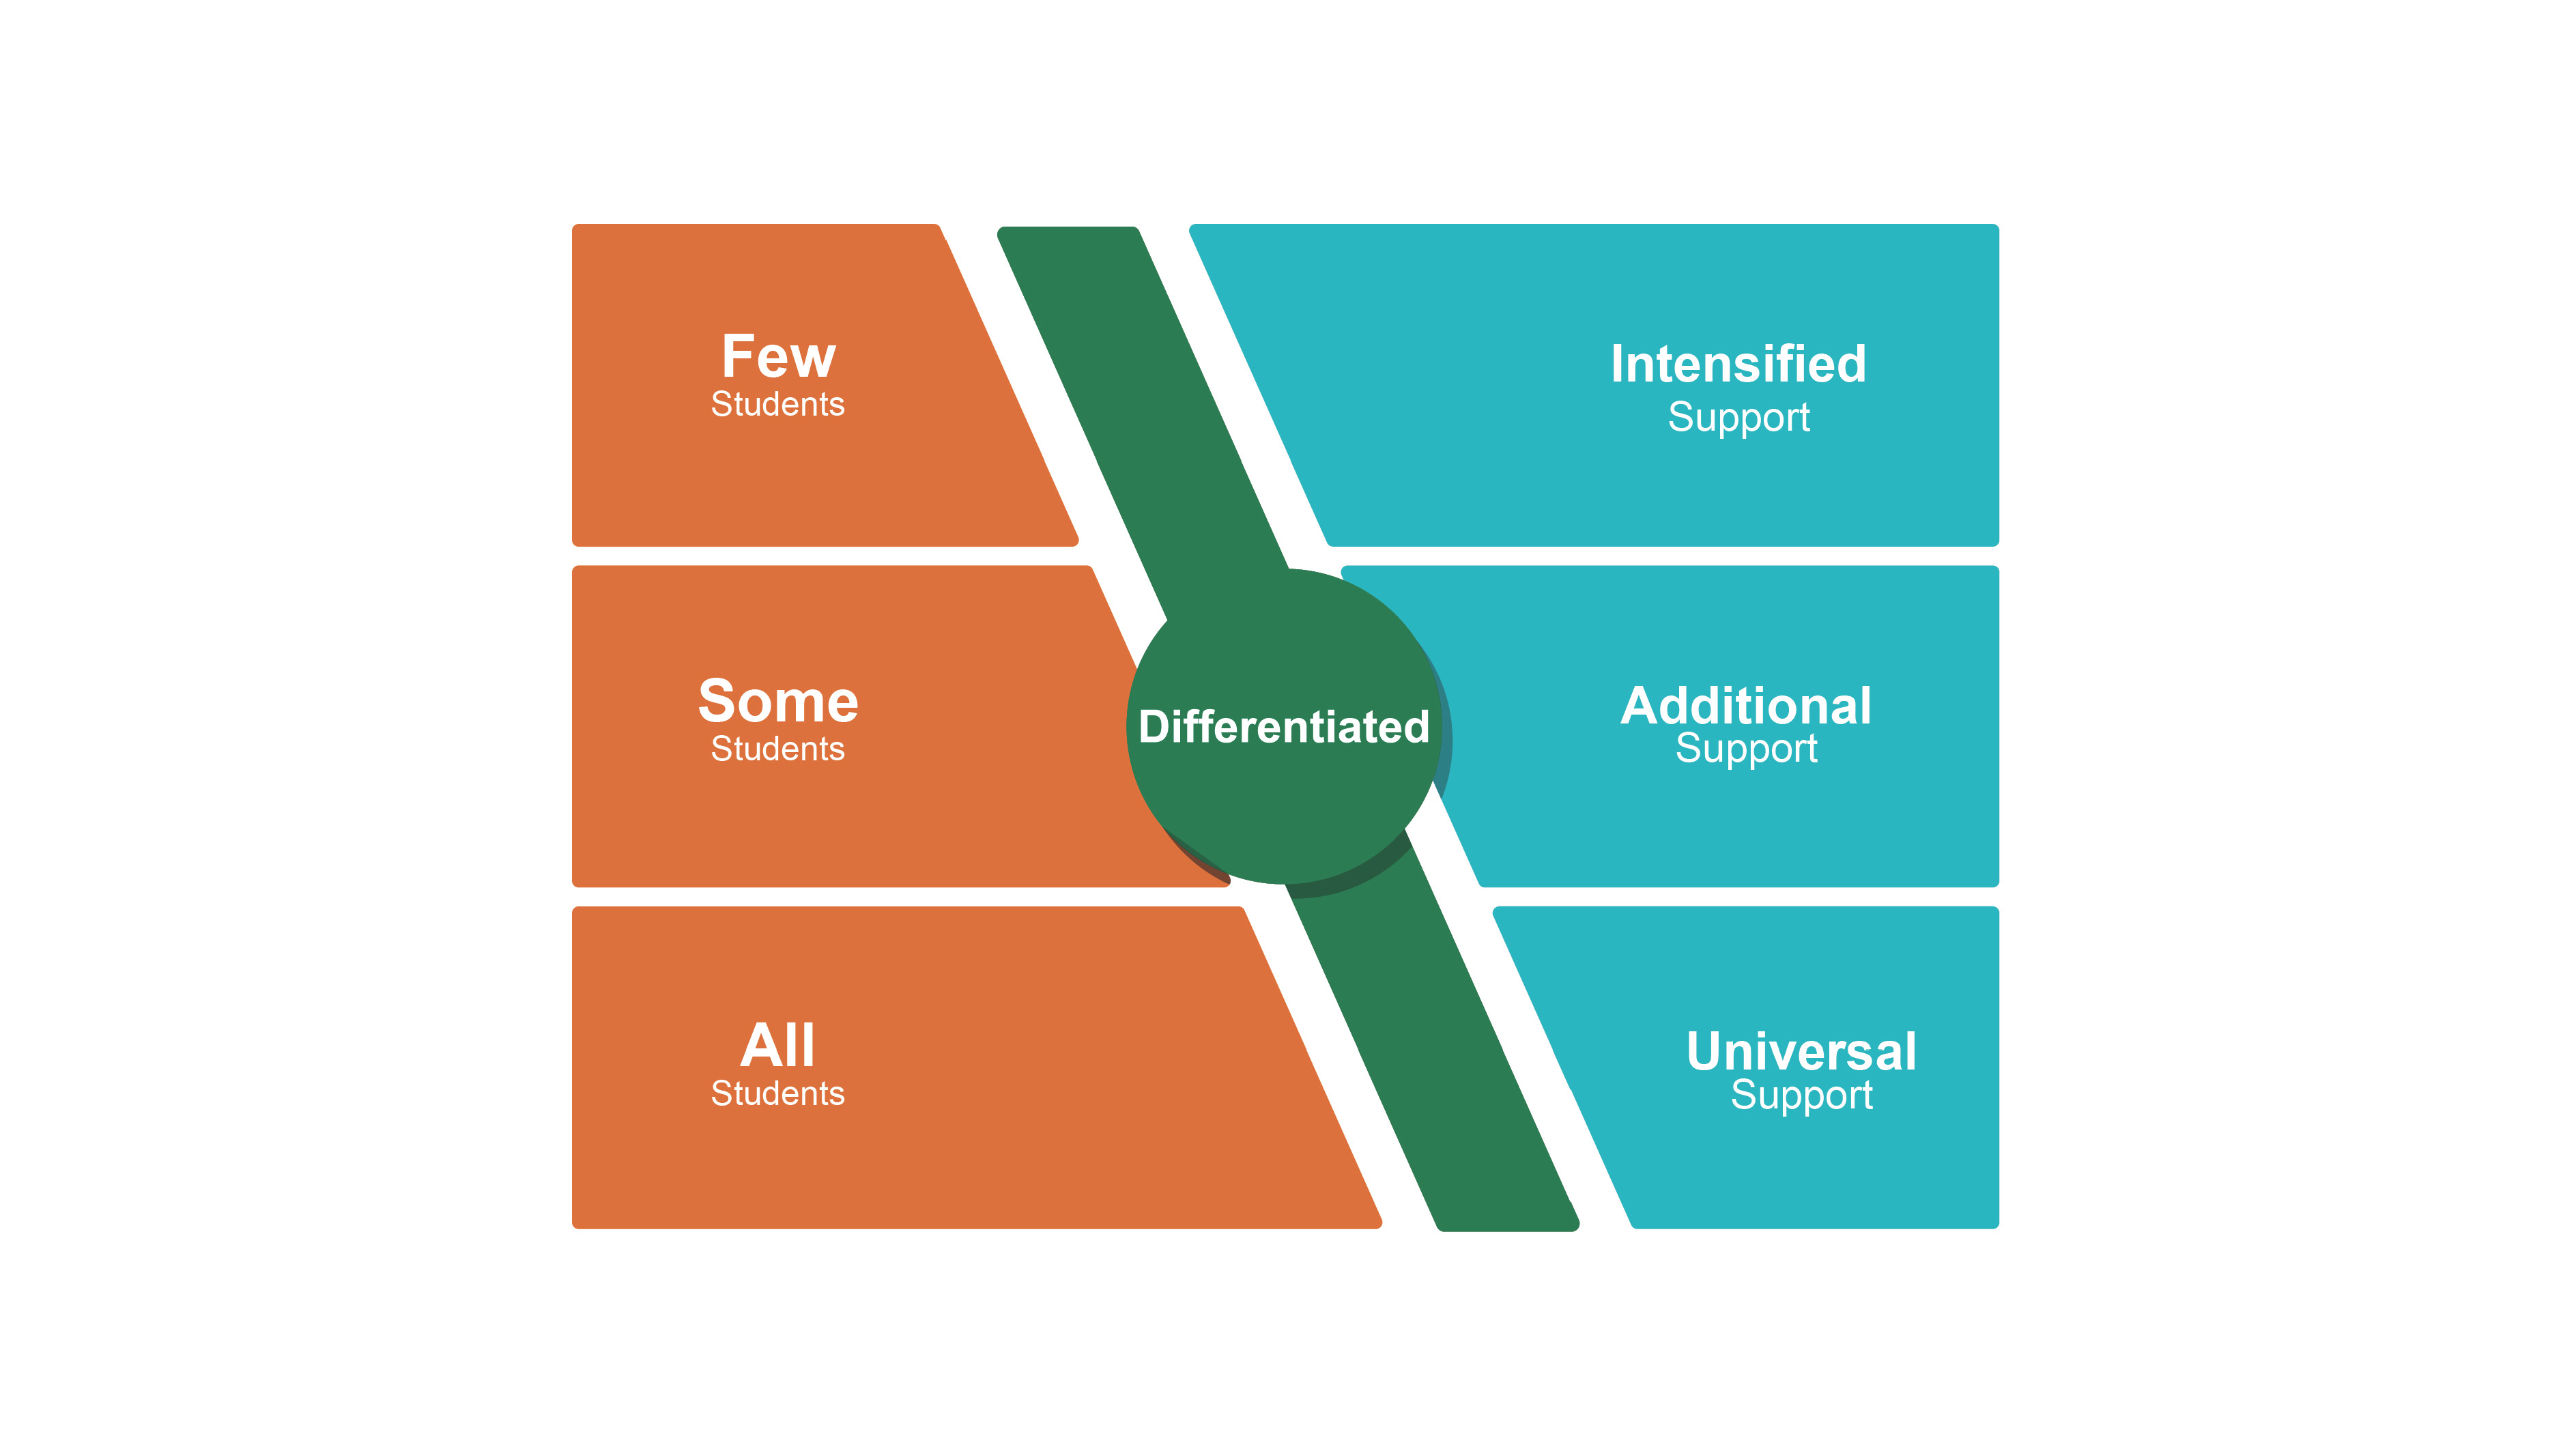 Few
Students
Intensified
Support
Some
Students
Differentiated
Additional
Support
All
Students
Universal
Support